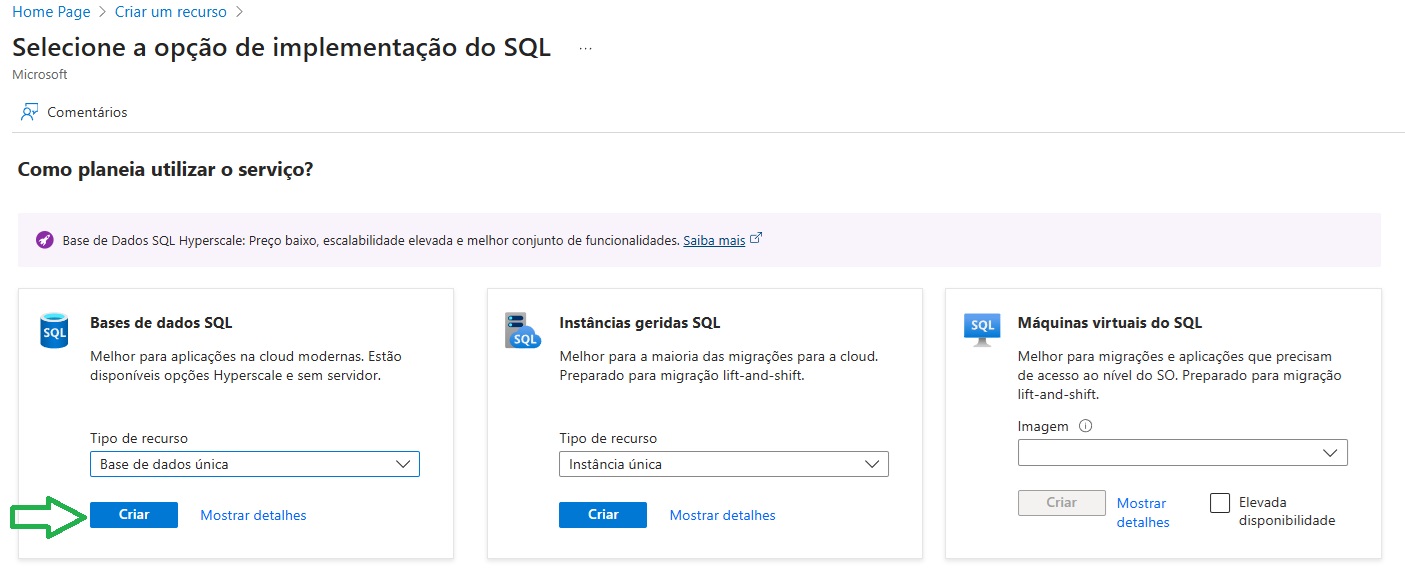 Home Page > Criar um recurso >
Selecione a opção de implementação do SQL ...
Microsoft
Comentários
Como planeia utilizar o serviço?
Base de Dados SQL Hyperscale: Preço baixo, escalabilidade elevada e melhor conjunto de funcionalidades. Saiba mais
SQL
Bases de dados SQL
Melhor para aplicações na cloud modernas. Estão
disponíveis opções Hyperscale e sem servidor.
Tipo de recurso
Base de dados única
Criar
Mostrar detalhes
SQL
Instâncias geridas SQL
Melhor para a maioria das migrações para a cloud.
Preparado para migração lift-and-shift.
Tipo de recurso
Instância única
Criar
Mostrar detalhes
SQL
Máquinas virtuais do SQL
Melhor para migrações e aplicações que precisam
de acesso ao nível do SO. Preparado para migração
lift-and-shift.
Imagem
Criar
Mostrar
detalhes
Elevada
disponibilidade